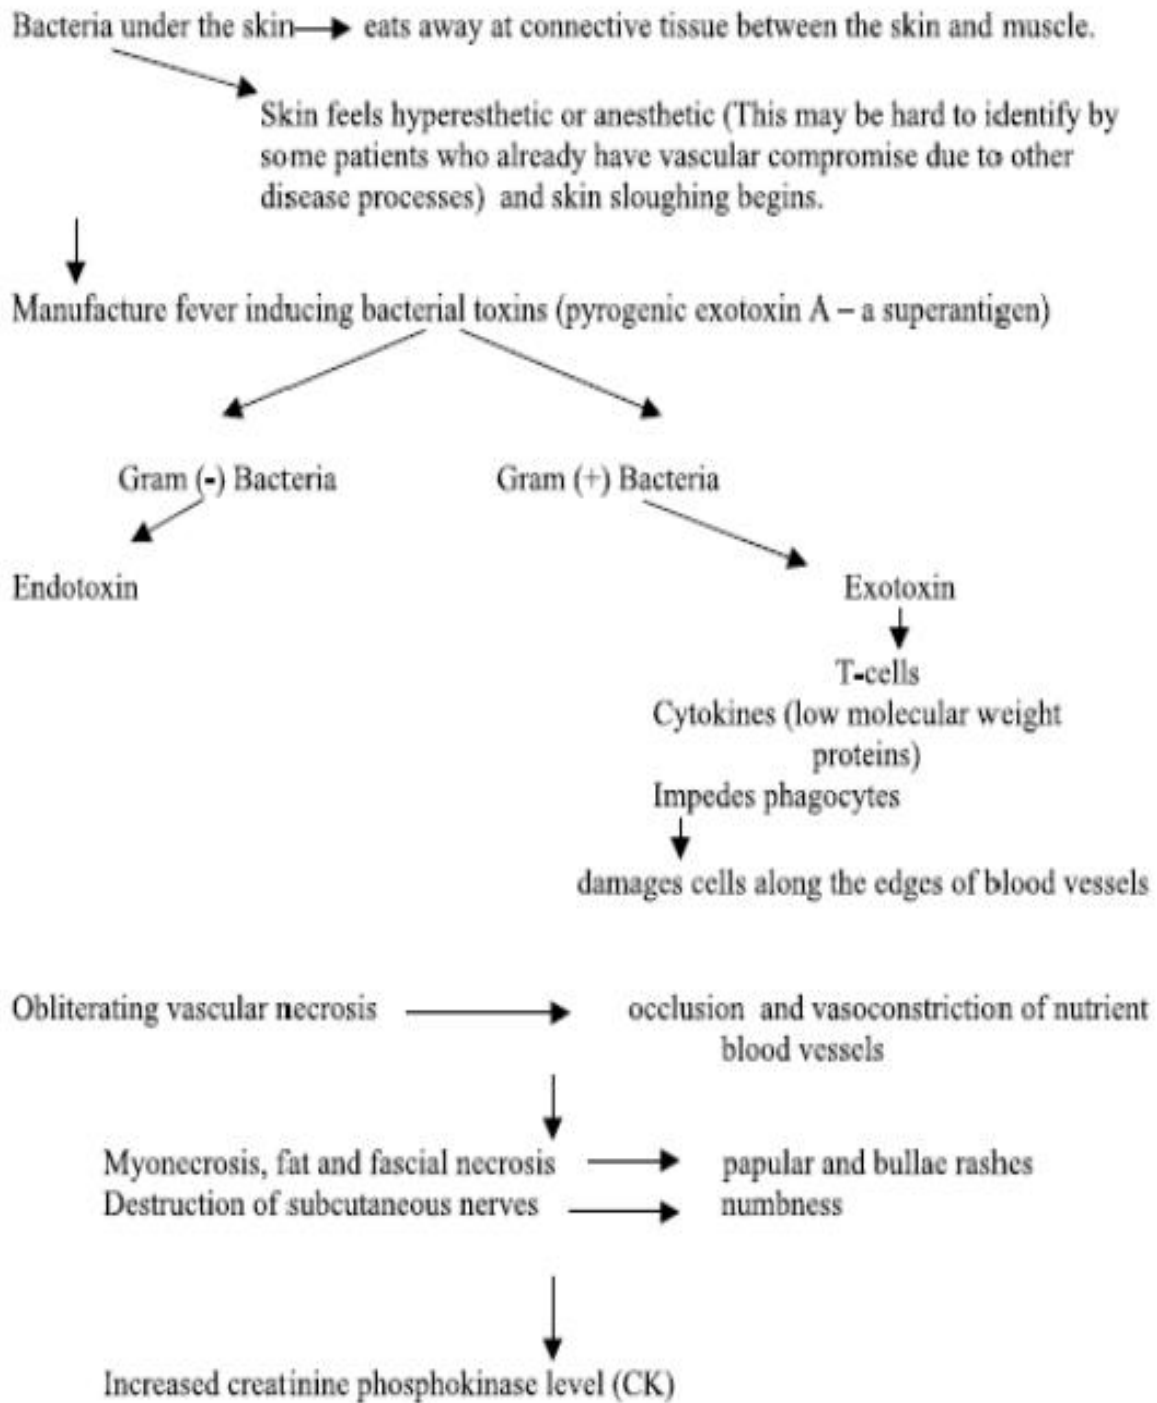 Bacteria under the skin eats away at connective tissue between the skin and muscle.
Skin feels hyperesthetic or anesthetic (This may be hard to identify by
some patients who already have vascular compromise due to other
disease processes) and skin sloughing begins.
Manufacture fever inducing bacterial toxins (pyrogenic exotoxin A – a superantigen)
Gram (-) Bacteria Gram (+) Bacteria
Endotoxin Exotoxin
T-cells
Cytokines (low molecular weight
proteins)
Impedes phagocytes
damages cells along the edges of blood vessels
Obliterating vascular necrosis occlusion and vasoconstriction of nutrient
blood vessels
Myonecrosis, fat and fascial necrosis papular and bullae rashes
Destruction of subcutaneous nerves numbness
Increased creatinine phosphokinase level (CK)